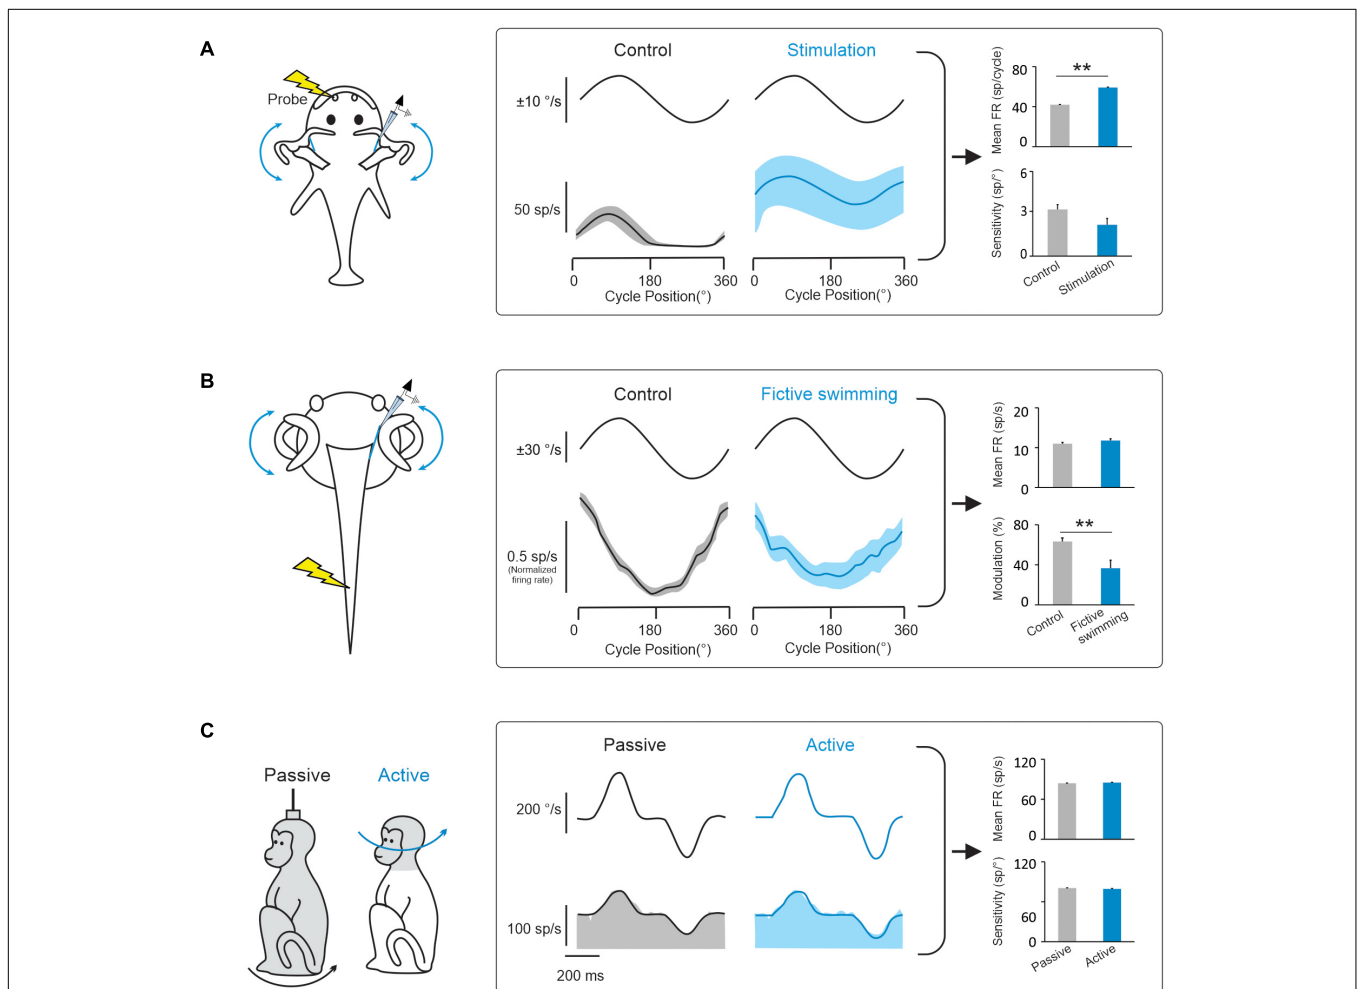 A
Probe
Control
Stimulation
±10 °/s
50 sp/s
0
180
360
Cycle Position(°)
0
180
360
Cycle Position(°)
Mean FR (sp/cycle)
80
40
0
**
Sensitivity (sp/°)
6
3
0
Control
Stimulation
B
Control
Fictive swimming
±30 °/s
0.5 sp/s
(Normalized
firing rate)
0
180
360
Cycle Position(°)
0
180
360
Cycle Position(°)
Mean FR (sp/s)
20
10
0
Modulation (%)
80
40
0
**
Control
Fictive
swimming
C
Passive
Active
Passive
Active
200 °/s
100 sp/s
200 ms
Mean FR (sp/s)
120
60
0
Sensitivity (sp/°)
120
60
0
Passive
Active